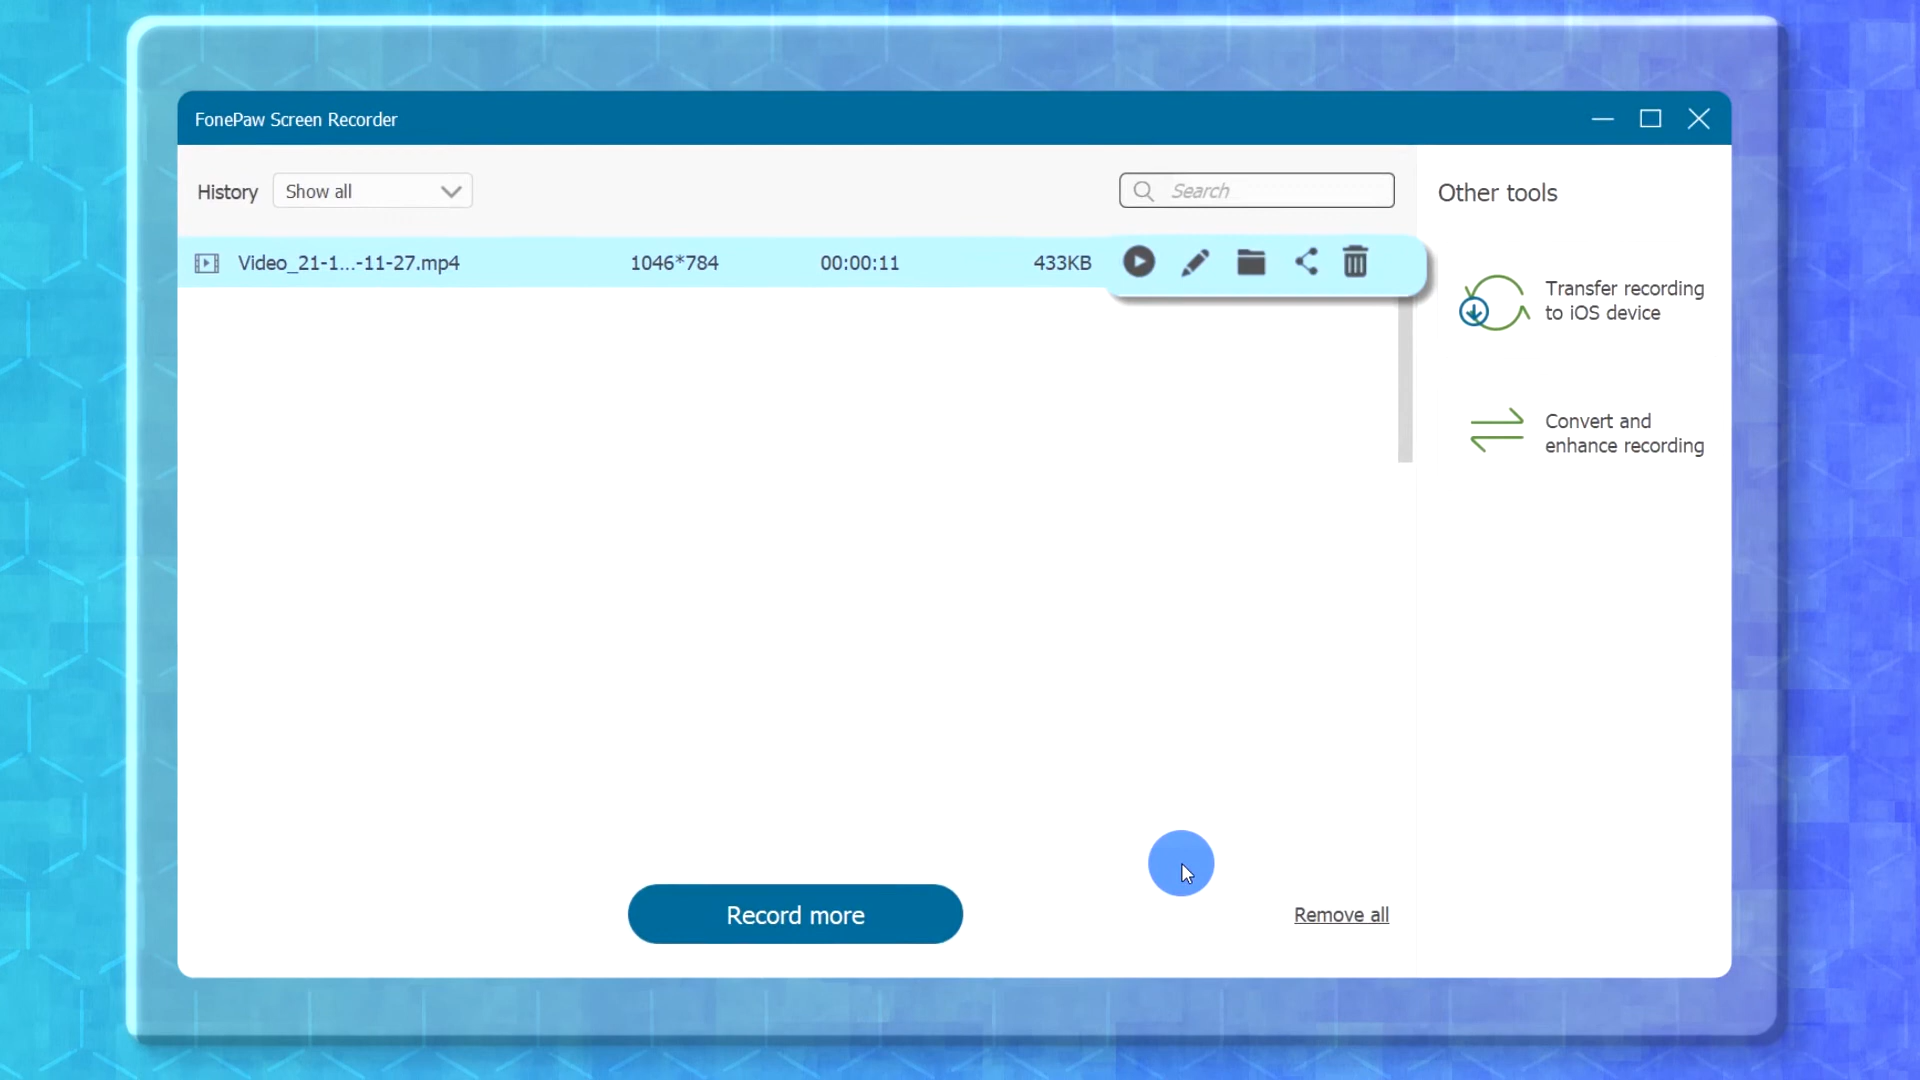 FonePaw Screen Recorder
History Show all Search
Other tools
Video_21-1...-11-27.mp4 1046*784 00:00:11 433KB
Transfer recording
to iOS device
Convert and
enhance recording
Record more
Remove all